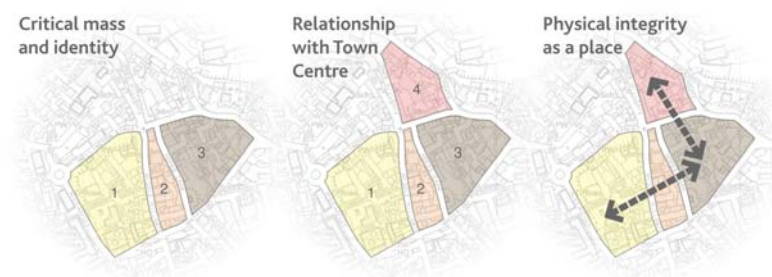 Critical mass
and identity
1
2
3
Relationship
with Town
Centre
4
1
2
3
Physical integrity
as a place